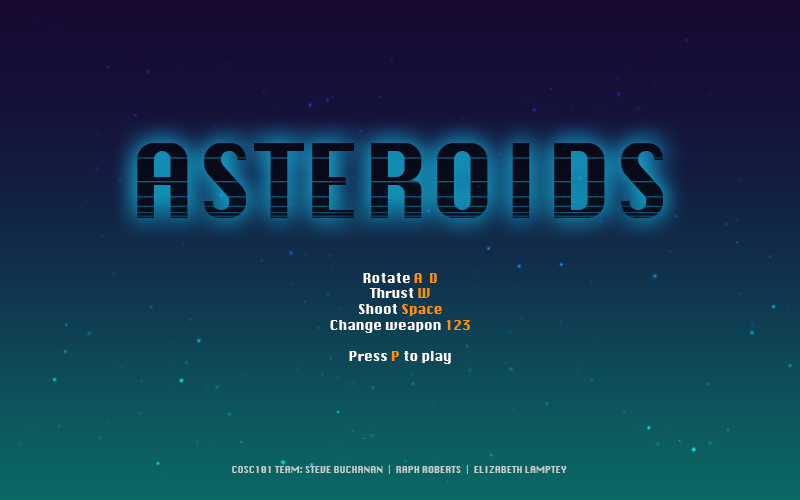 ASTEROIDS
Rotate A D
Thrust W
Shoot Space
Change weapon 123
Press P to play
COSC101 TEAM: STEVE BUCHANAN | RAPH ROBERTS | ELIZABETH LAMPTEY